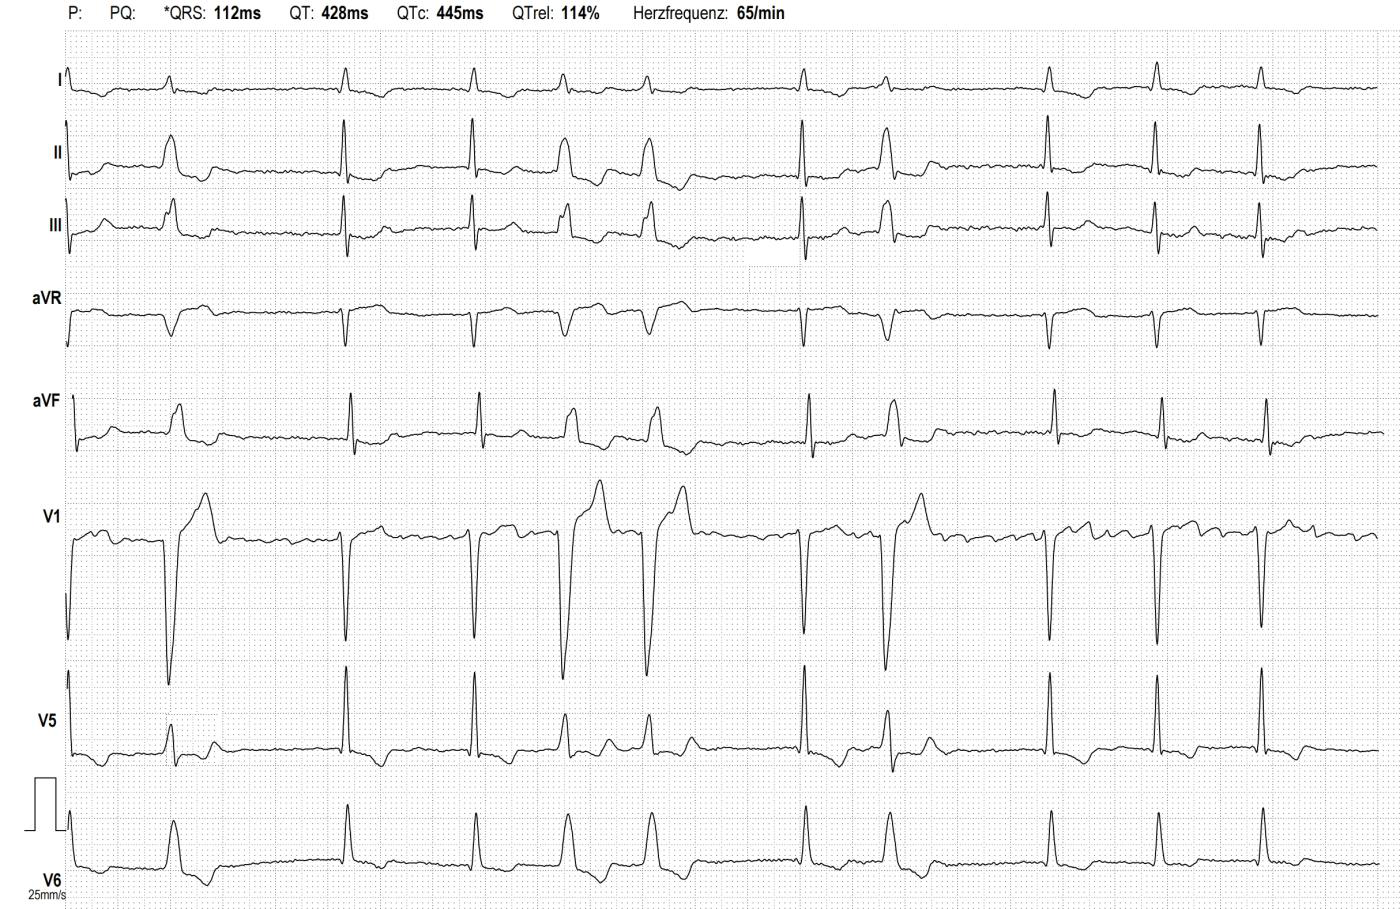 P: PQ: *QRS: 112ms QT: 428ms QTc: 445ms QTrel: 114% Herzfrequenz: 65/min
I
II
III
aVR
aVF
V1
V5
V6
25mm/s